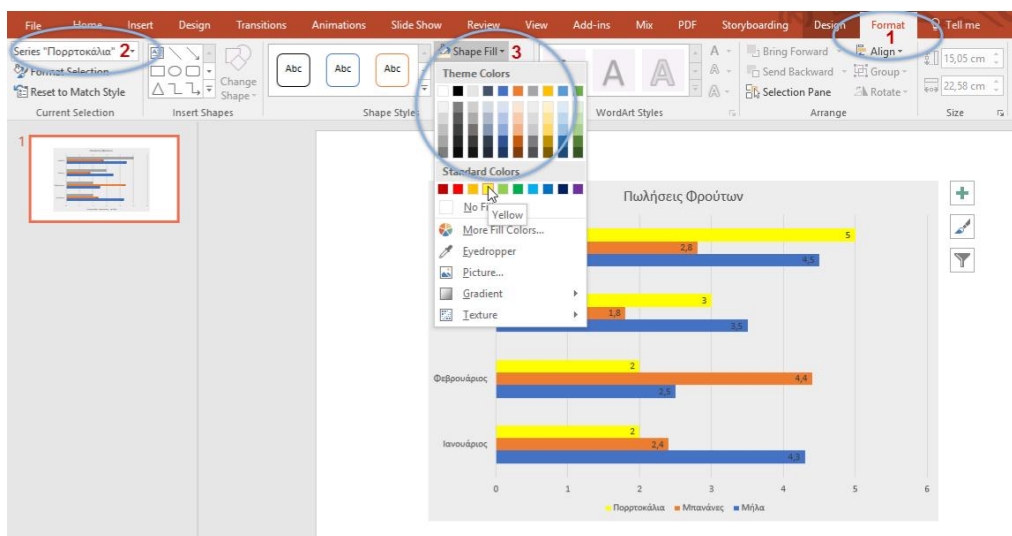 File Home Insert Design Transitions Animations Slide Show Review View Add-ins Mix PDF Storyboarding Design Format Tell me
1
Series "Πορρτοκάλια" 2
Format Selection
Reset to Match Style
Current Selection
Change
Shape
Insert Shapes
Abc Abc Abc
Shape Styles
Shape Fill 3
Theme Colors
Standard Colors
No Fi
Yellow
More Fill Colors...
Eyedropper
Picture...
Gradient
Texture
A A
WordArt Styles
Bring Forward
Send Backward
Selection Pane
Align
Group
Rotate
Arrange
15,05 cm
22,58 cm
Size
1
Πωλήσεις Φρούτων
5
2,8
4,5
3
1,8
3,5
Φεβρουάριος
2
4,4
2,5
Ιανουάριος
2
2,4
4,3
0 1 2 3 4 5 6
Πορρτοκάλια Μπανάνες Μήλα